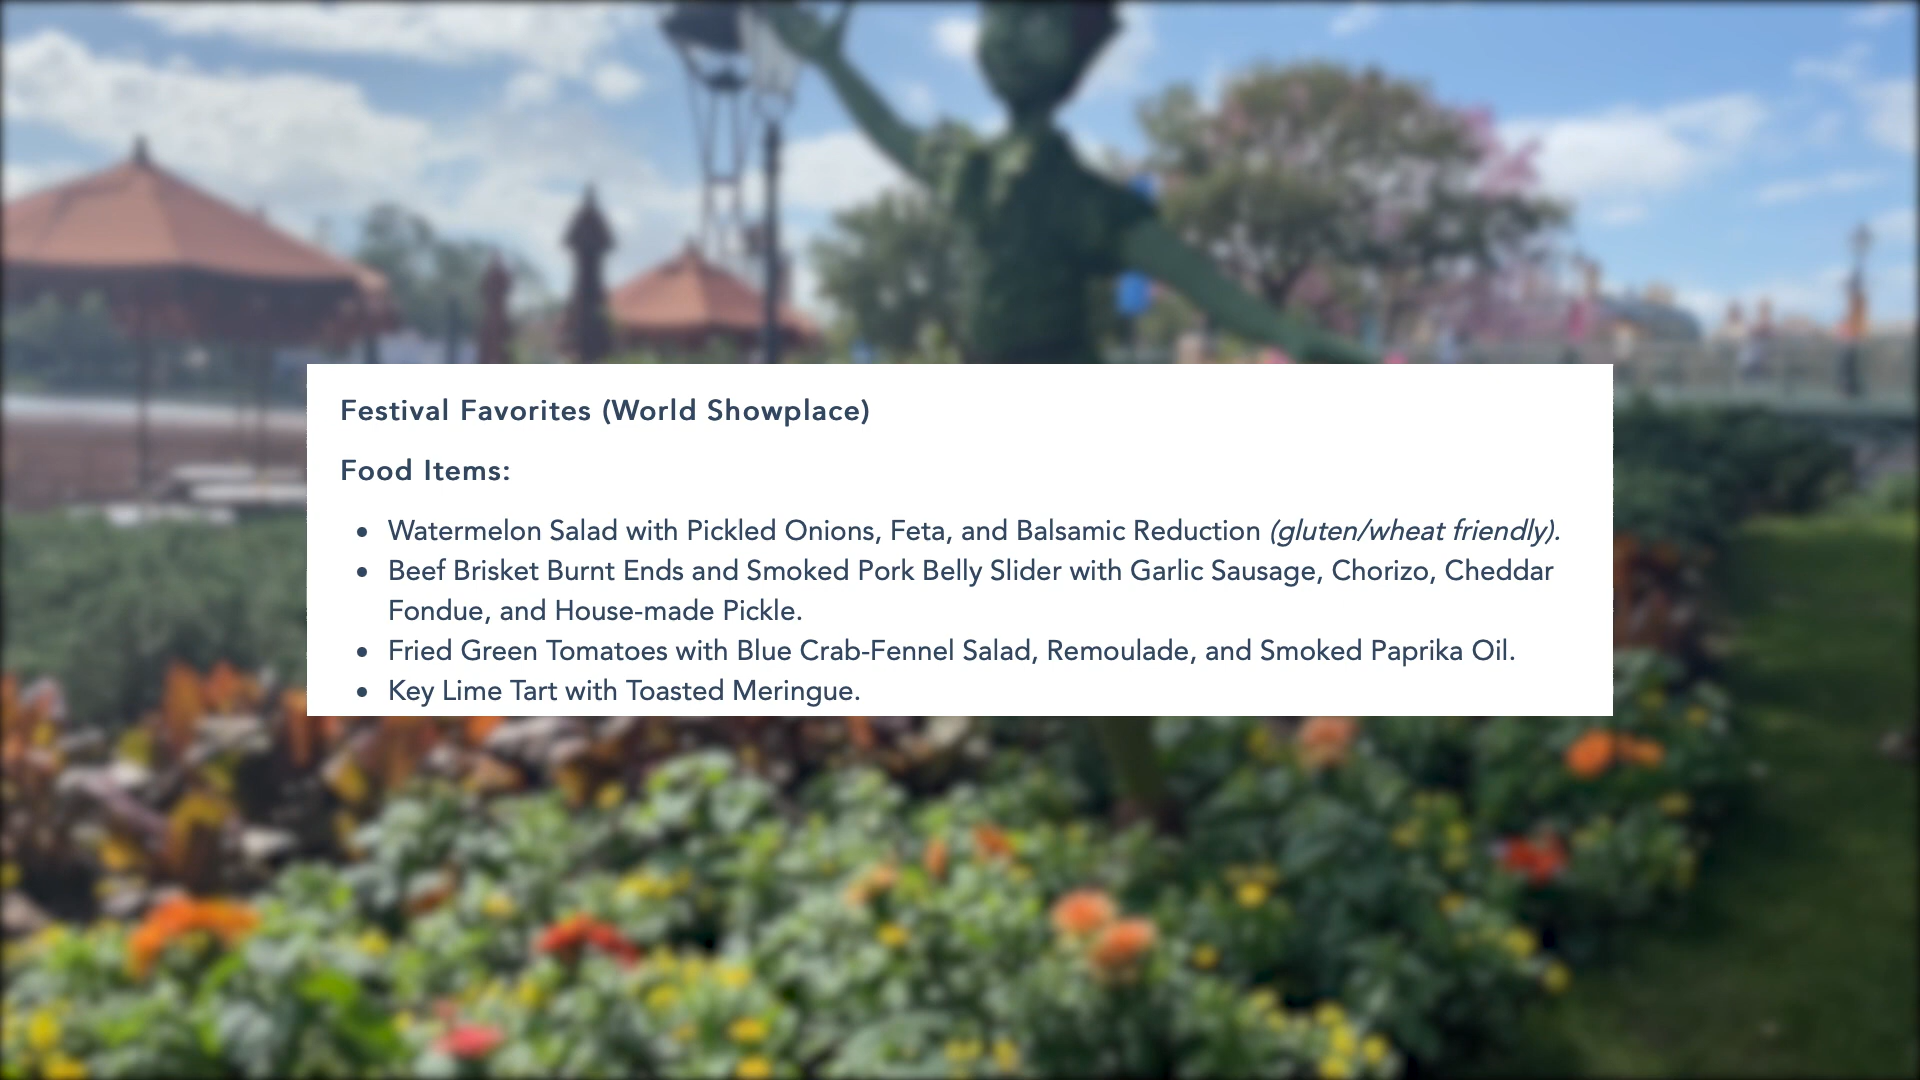 Festival Favorites (World Showplace)
Food Items:
• Watermelon Salad with Pickled Onions, Feta, and Balsamic Reduction (gluten/wheat friendly).
• Beef Brisket Burnt Ends and Smoked Pork Belly Slider with Garlic Sausage, Chorizo, Cheddar
Fondue, and House-made Pickle.
• Fried Green Tomatoes with Blue Crab-Fennel Salad, Remoulade, and Smoked Paprika Oil.
• Key Lime Tart with Toasted Meringue.